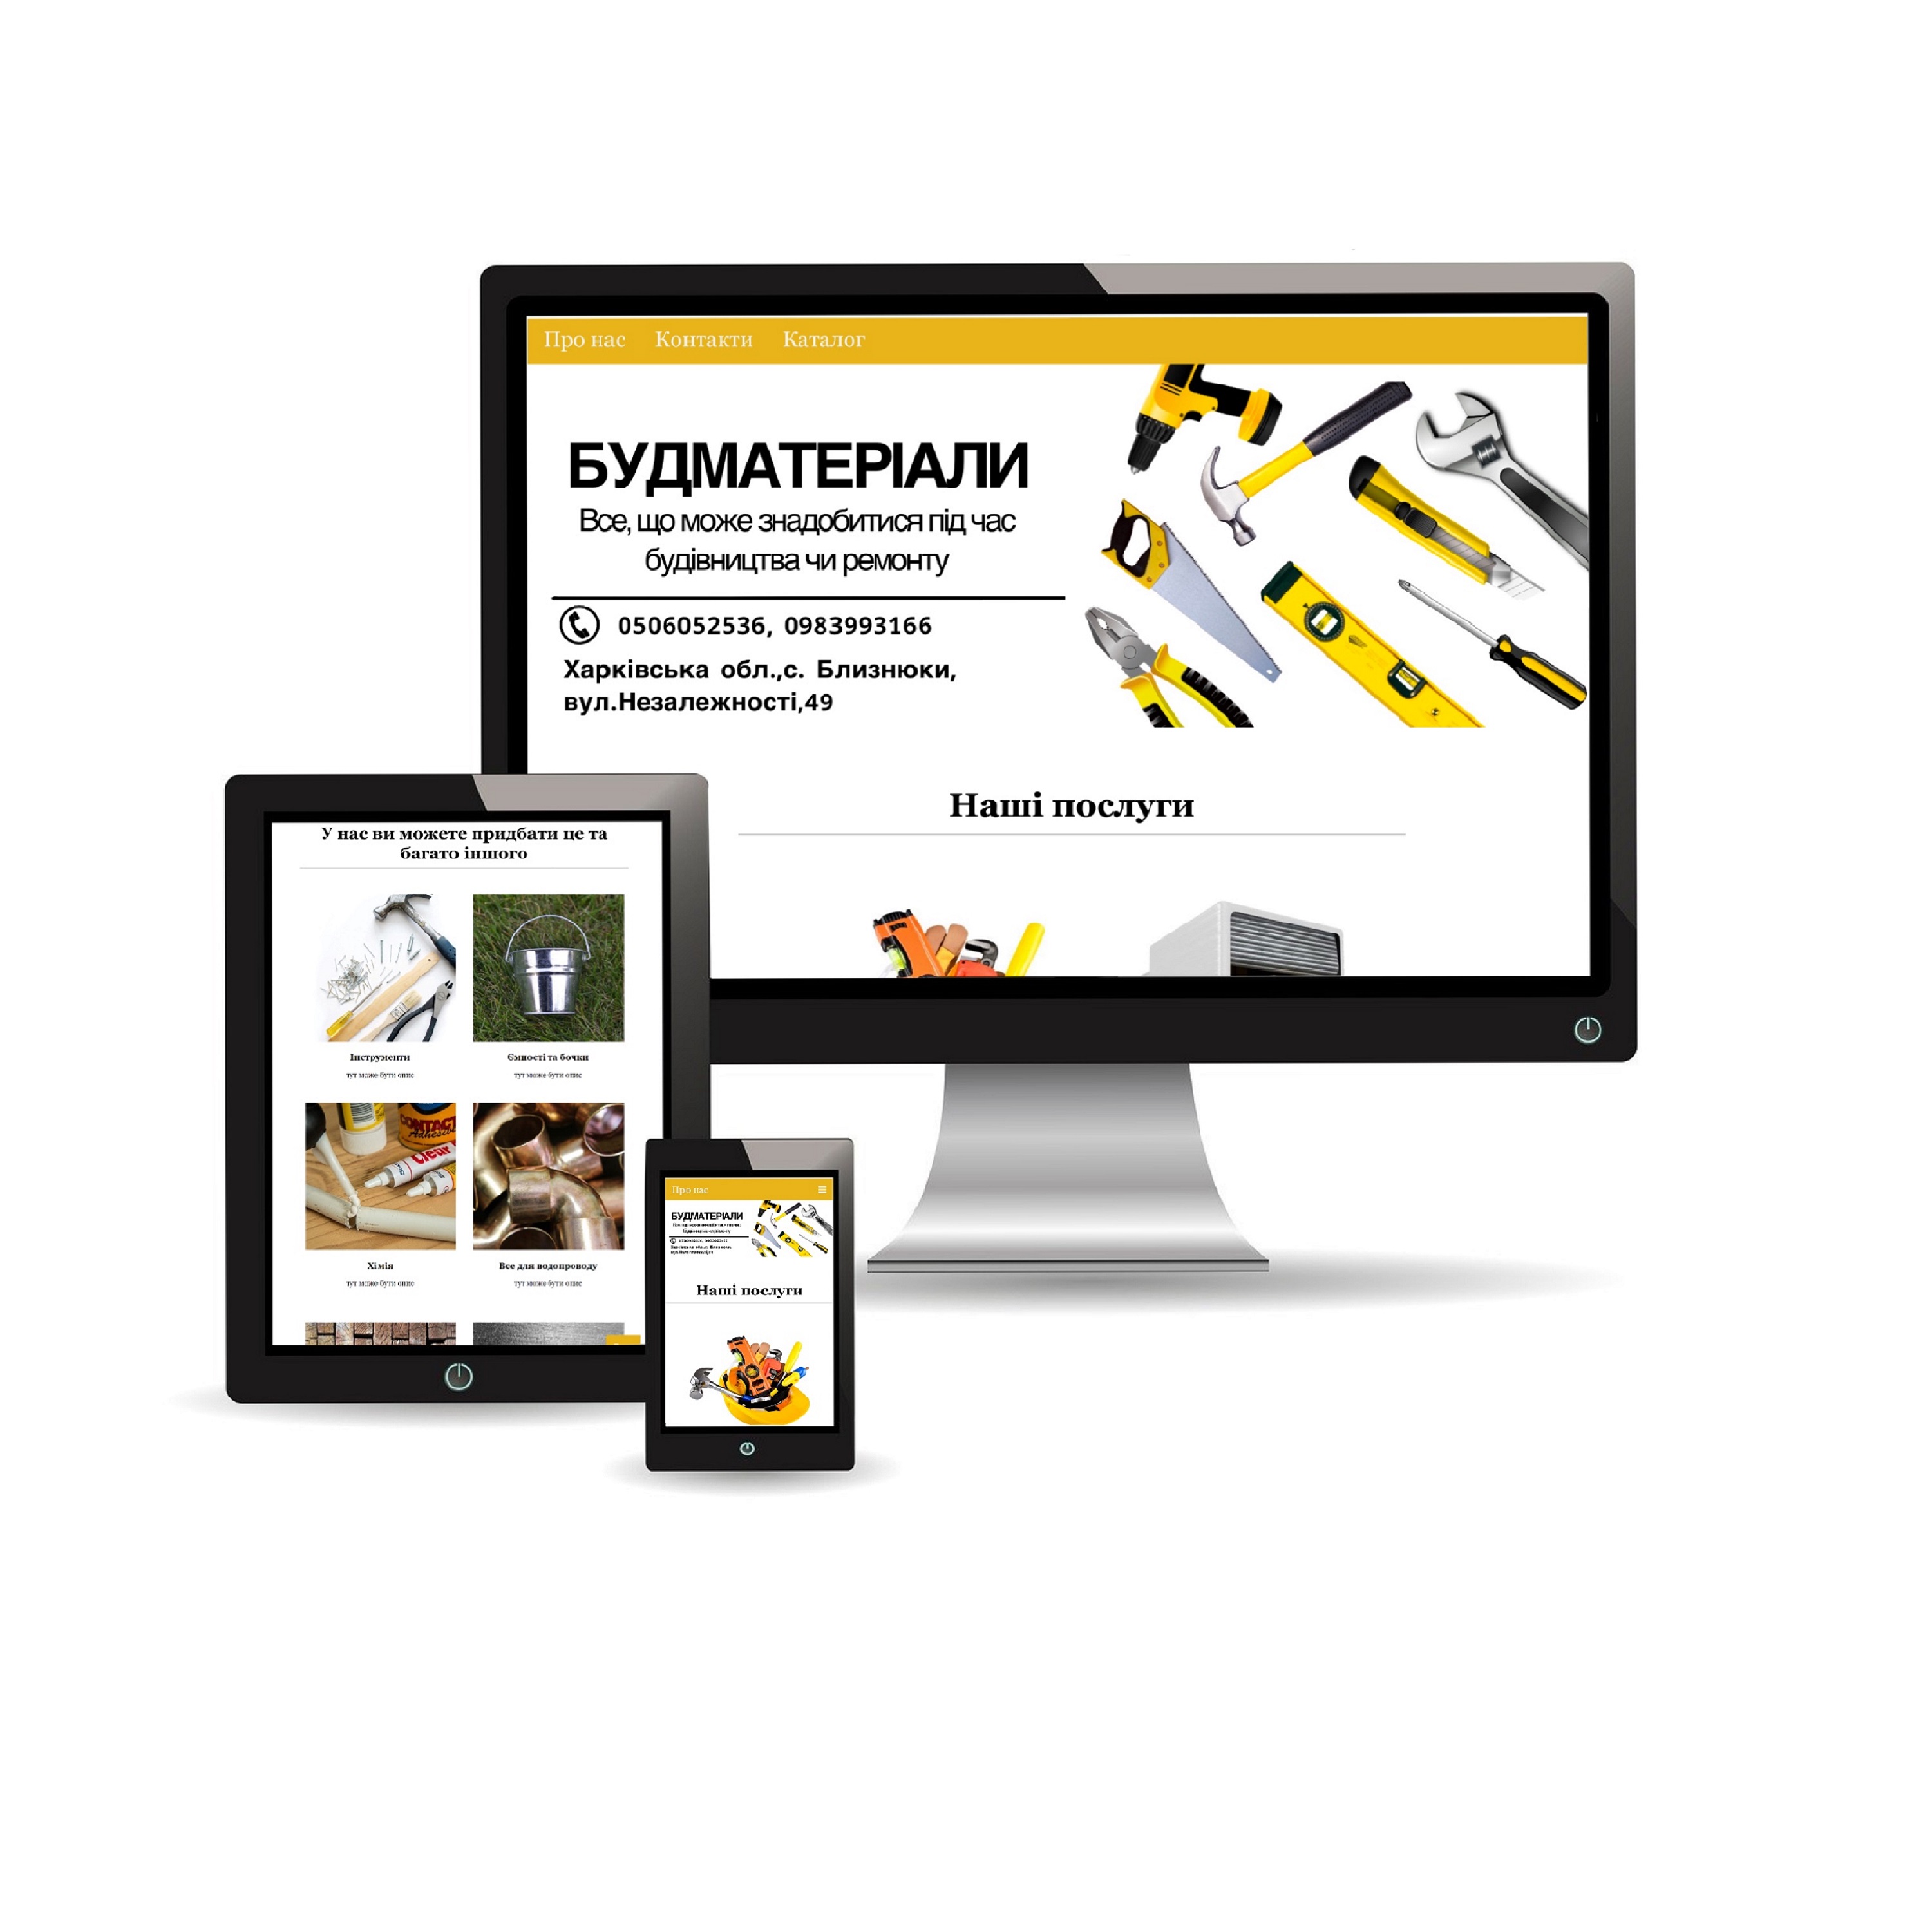 Про нас Контакти Каталог
БУДМАТЕРІАЛИ
Все, що може знадобитися під час
будівництва чи ремонту
0506052536, 0983993166
Харківська обл.,с. Близнюки,
вул.Незалежності,49
Наші послуги
У нас ви можете придбати це та
багато іншого
Інструменти
тут може бути опис
Ємності та бочки
тут може бути опис
CONTACT
Adhesive
Clear
Хімія
тут може бути опис
Все для водопроводу
тут може бути опис
Про нас
БУДМАТЕРІАЛИ
Наші послуги